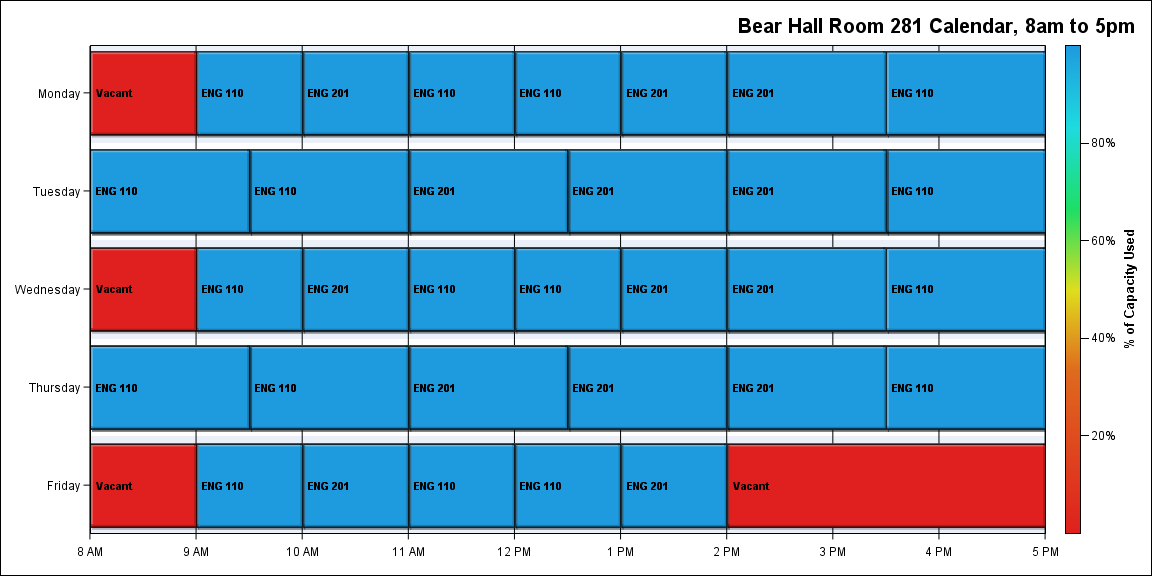 Bear Hall Room 281 Calendar, 8am to 5pm
Monday
Vacant ENG 110 ENG 201 ENG 110 ENG 110 ENG 201 ENG 201 ENG 110
Tuesday
ENG 110 ENG 110 ENG 201 ENG 201 ENG 201 ENG 110
Wednesday
Vacant ENG 110 ENG 201 ENG 110 ENG 110 ENG 201 ENG 201 ENG 110
Thursday
ENG 110 ENG 110 ENG 201 ENG 201 ENG 201 ENG 110
Friday
Vacant ENG 110 ENG 201 ENG 110 ENG 110 ENG 201 Vacant
8 AM 9 AM 10 AM 11 AM 12 PM 1 PM 2 PM 3 PM 4 PM 5 PM
80%
60%
40%
20%
% of Capacity Used